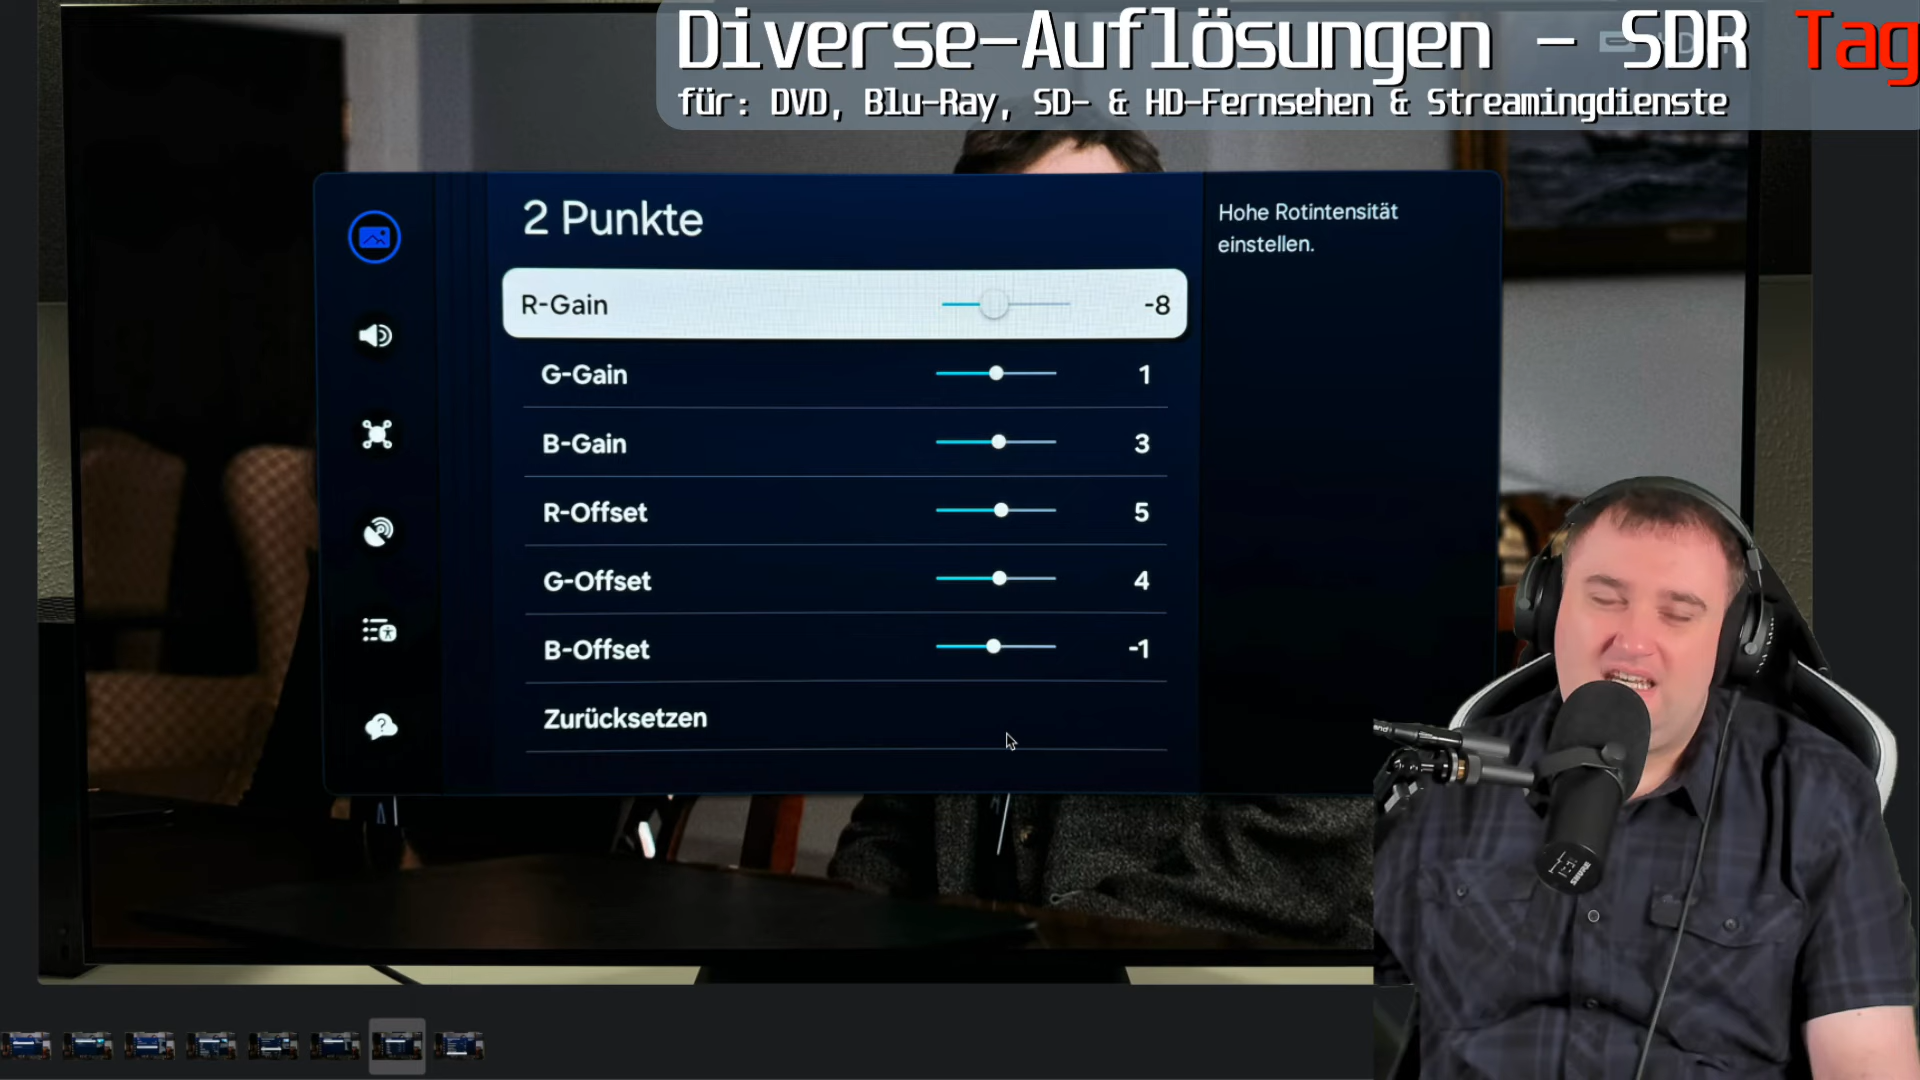 Diverse-Auflösungen - SDR Tag
für: DVD, Blu-Ray, SD- & HD-Fernsehen & Streamingdienste
2 Punkte
R-Gain -8
G-Gain 1
B-Gain 3
R-Offset 5
G-Offset 4
B-Offset -1
Zurücksetzen
Hohe Rotintensität
einstellen.
SHURE